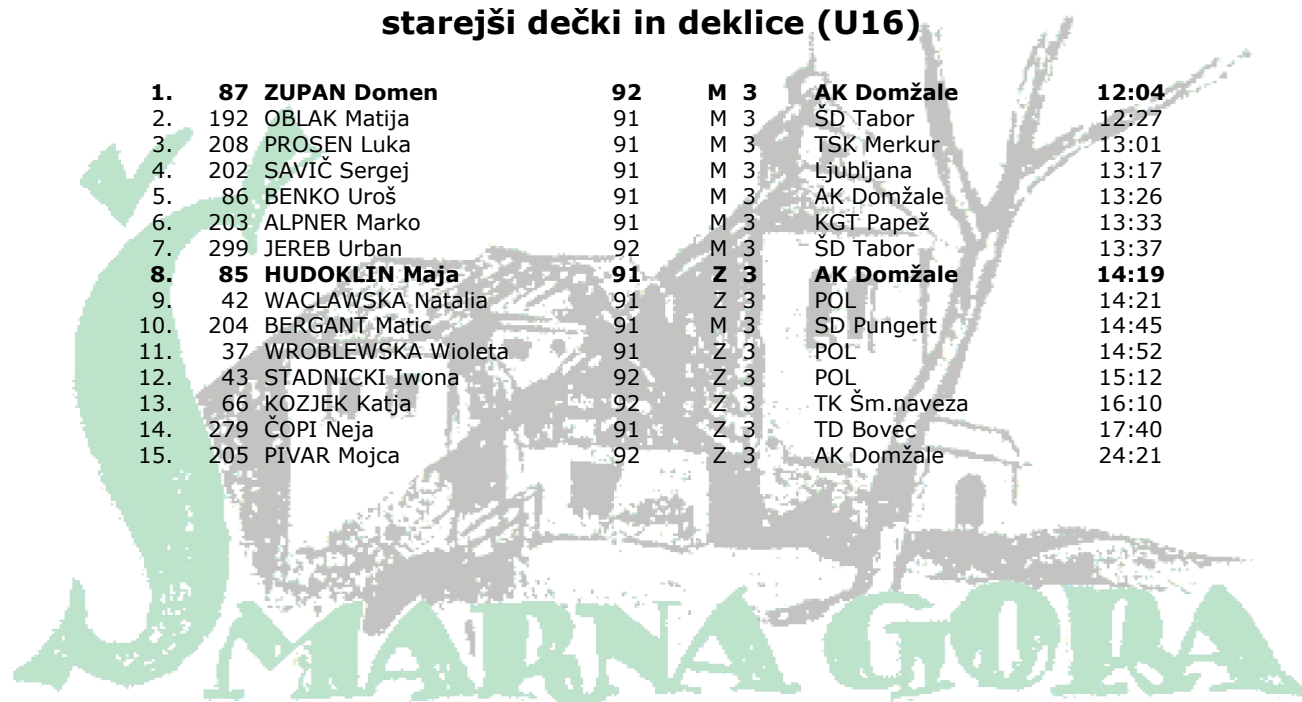 starejši dečki in deklice (U16)
1. 87 ZUPAN Domen 92 M 3 AK Domžale 12:04
2. 192 OBLAK Matija 91 M 3 ŠD Tabor 12:27
3. 208 PROSEN Luka 91 M 3 TSK Merkur 13:01
4. 202 SAVIČ Sergej 91 M 3 Ljubljana 13:17
5. 86 BENKO Uroš 91 M 3 AK Domžale 13:26
6. 203 ALPNER Marko 91 M 3 KGT Papež 13:33
7. 299 JEREB Urban 92 M 3 ŠD Tabor 13:37
8. 85 HUDOKLIN Maja 91 Z 3 AK Domžale 14:19
9. 42 WACLAWSKA Natalia 91 Z 3 POL 14:21
10. 204 BERGANT Matic 91 M 3 SD Pungert 14:45
11. 37 WROBLEWSKA Wioleta 91 Z 3 POL 14:52
12. 43 STADNICKI Iwona 92 Z 3 POL 15:12
13. 66 KOZJEK Katja 92 Z 3 TK Šm.naveza 16:10
14. 279 ČOPI Neja 91 Z 3 TD Bovec 17:40
15. 205 PIVAR Mojca 92 Z 3 AK Domžale 24:21
ŠMARNA GORA